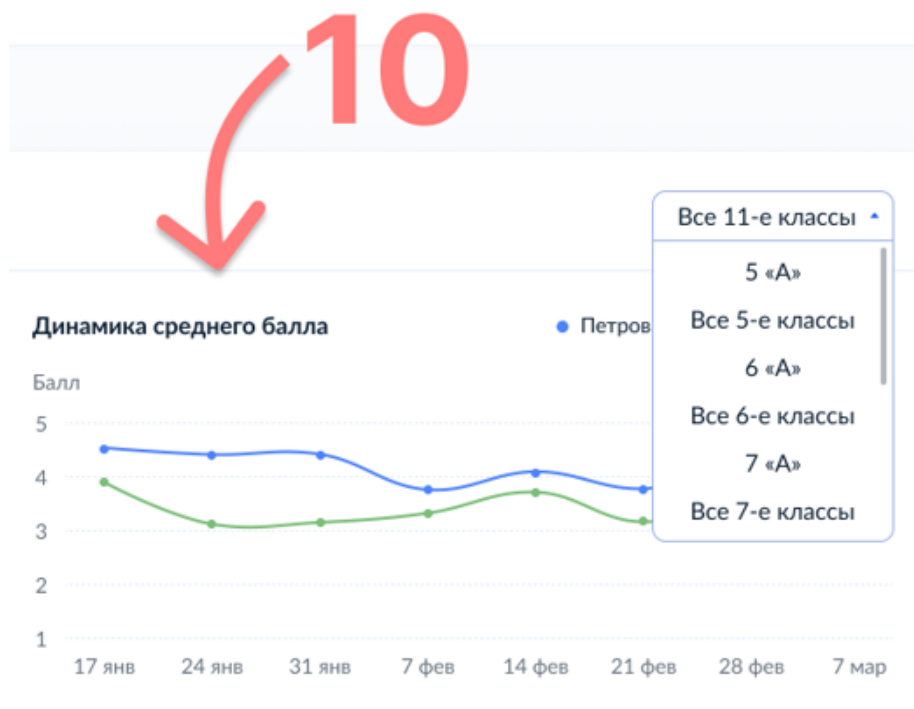 10
Все 11-е классы
5 «А»
Все 5-е классы
6 «А»
Все 6-е классы
7 «А»
Все 7-е классы
Динамика среднего балла
Петров
Балл
5
4
3
2
1
17 янв 24 янв 31 янв 7 фев 14 фев 21 фев 28 фев 7 мар